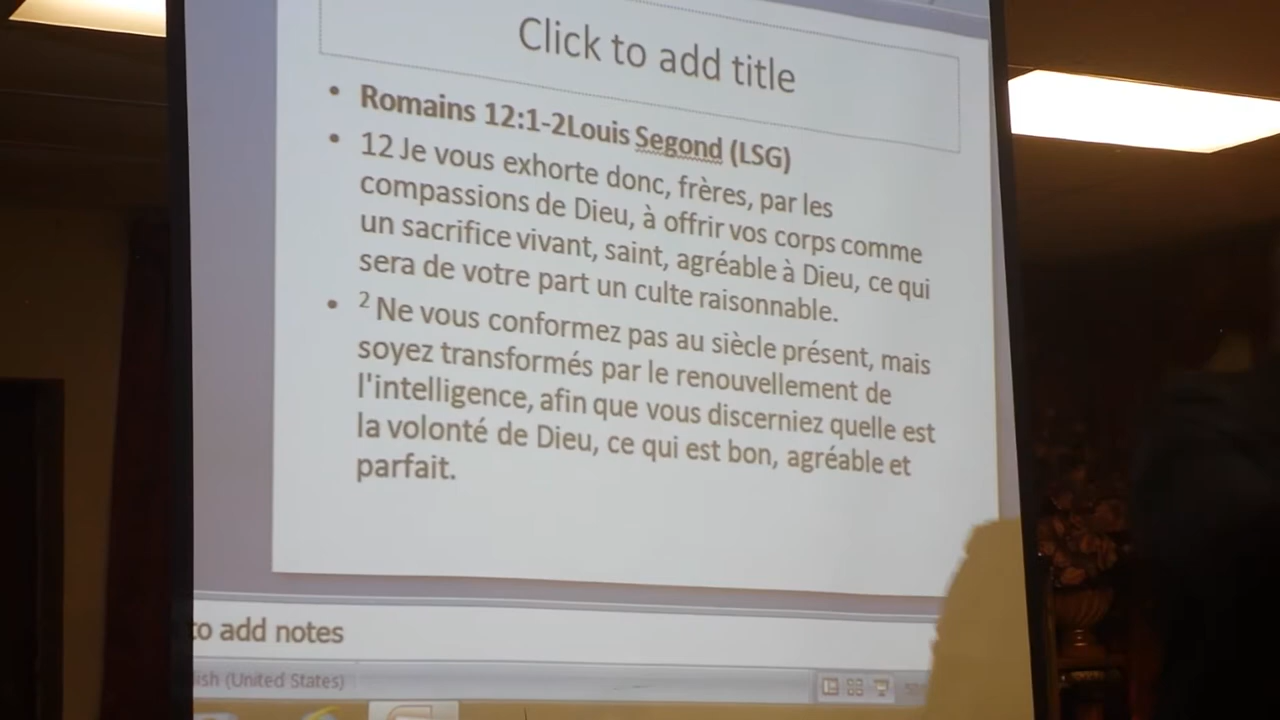 Click to add title
• Romains 12:1-2Louis Segond (LSG)
• 12 Je vous exhorte donc, frères, par les
compassions de Dieu, à offrir vos corps comme
un sacrifice vivant, saint, agréable à Dieu, ce qui
sera de votre part un culte raisonnable.
• 2 Ne vous conformez pas au siècle présent, mais
soyez transformés par le renouvellement de
l'intelligence, afin que vous discerniez quelle est
la volonté de Dieu, ce qui est bon, agréable et
parfait.
to add notes
ish (United States)